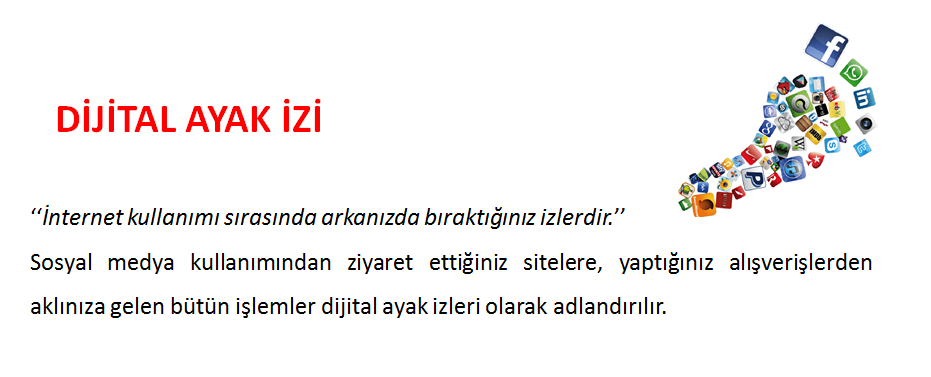 DİJİTAL AYAK İZİ
‘‘İnternet kullanımı sırasında arkanızda bıraktığınız izlerdir.’’
Sosyal medya kullanımından ziyaret ettiğiniz sitelere, yaptığınız alışverişlerden
aklınıza gelen bütün işlemler dijital ayak izleri olarak adlandırılır.